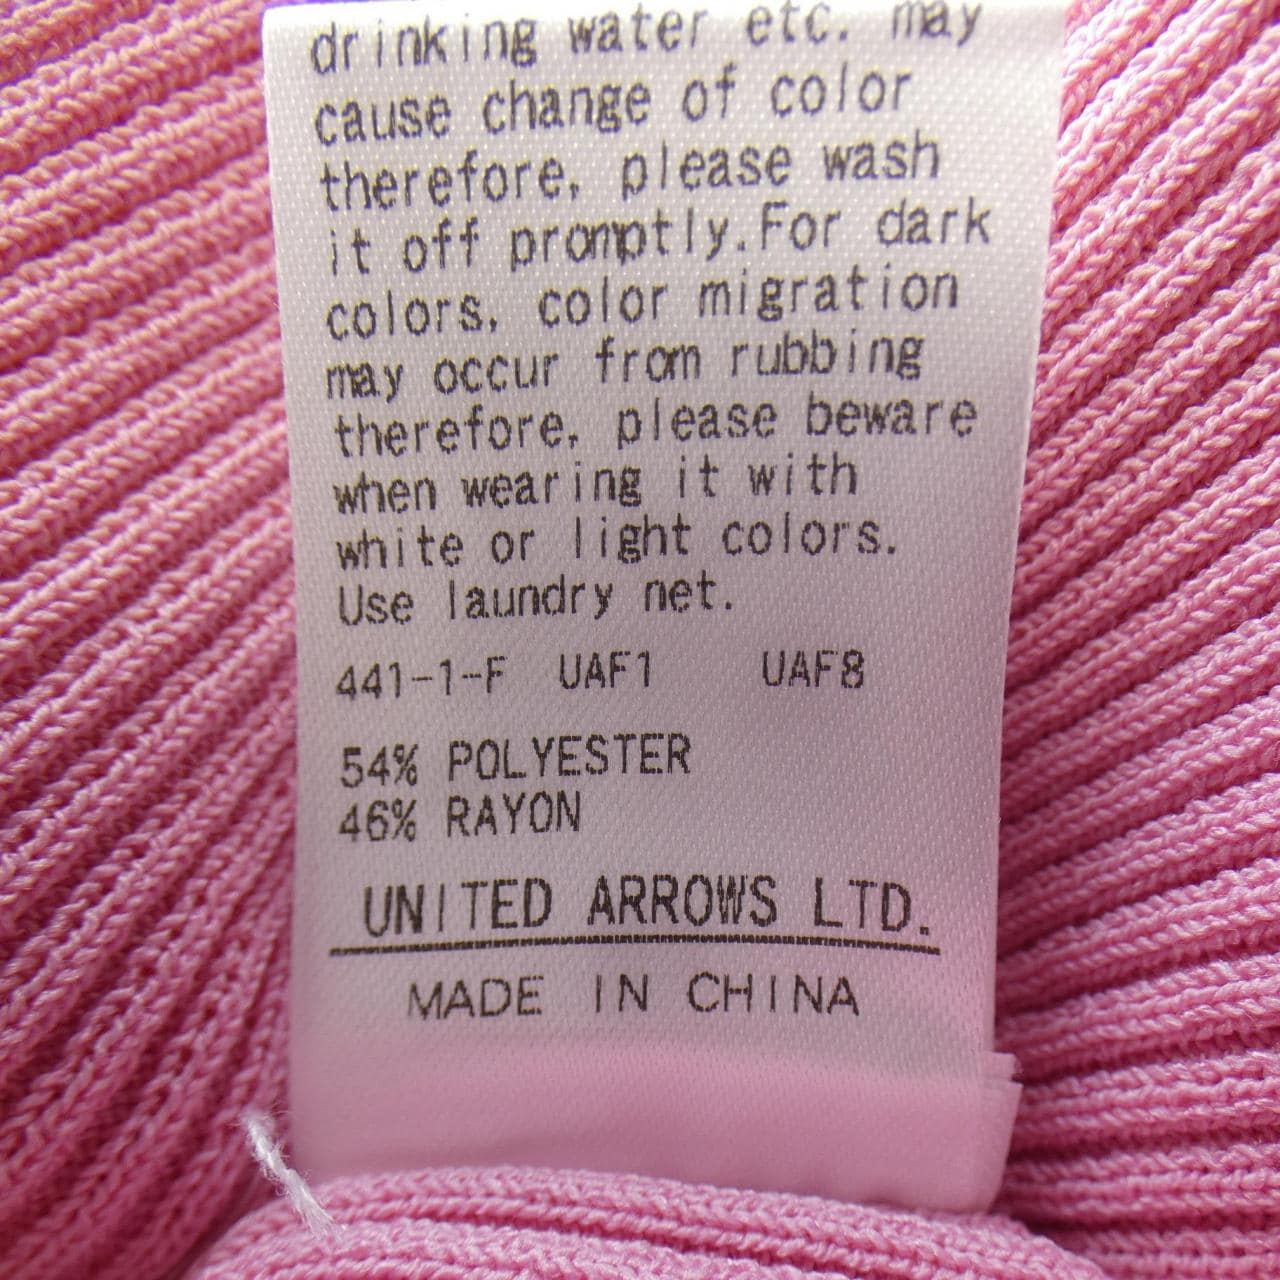 drinking water etc. may
cause change of color
therefore, please wash
it off promptly.For dark
colors, color migration
may occur from rubbing
therefore, please beware
when wearing it with
white or light colors.
Use laundry net.
441-1-F UAF1 UAF8
54% POLYESTER
46% RAYON
UNITED ARROWS LTD.
MADE IN CHINA